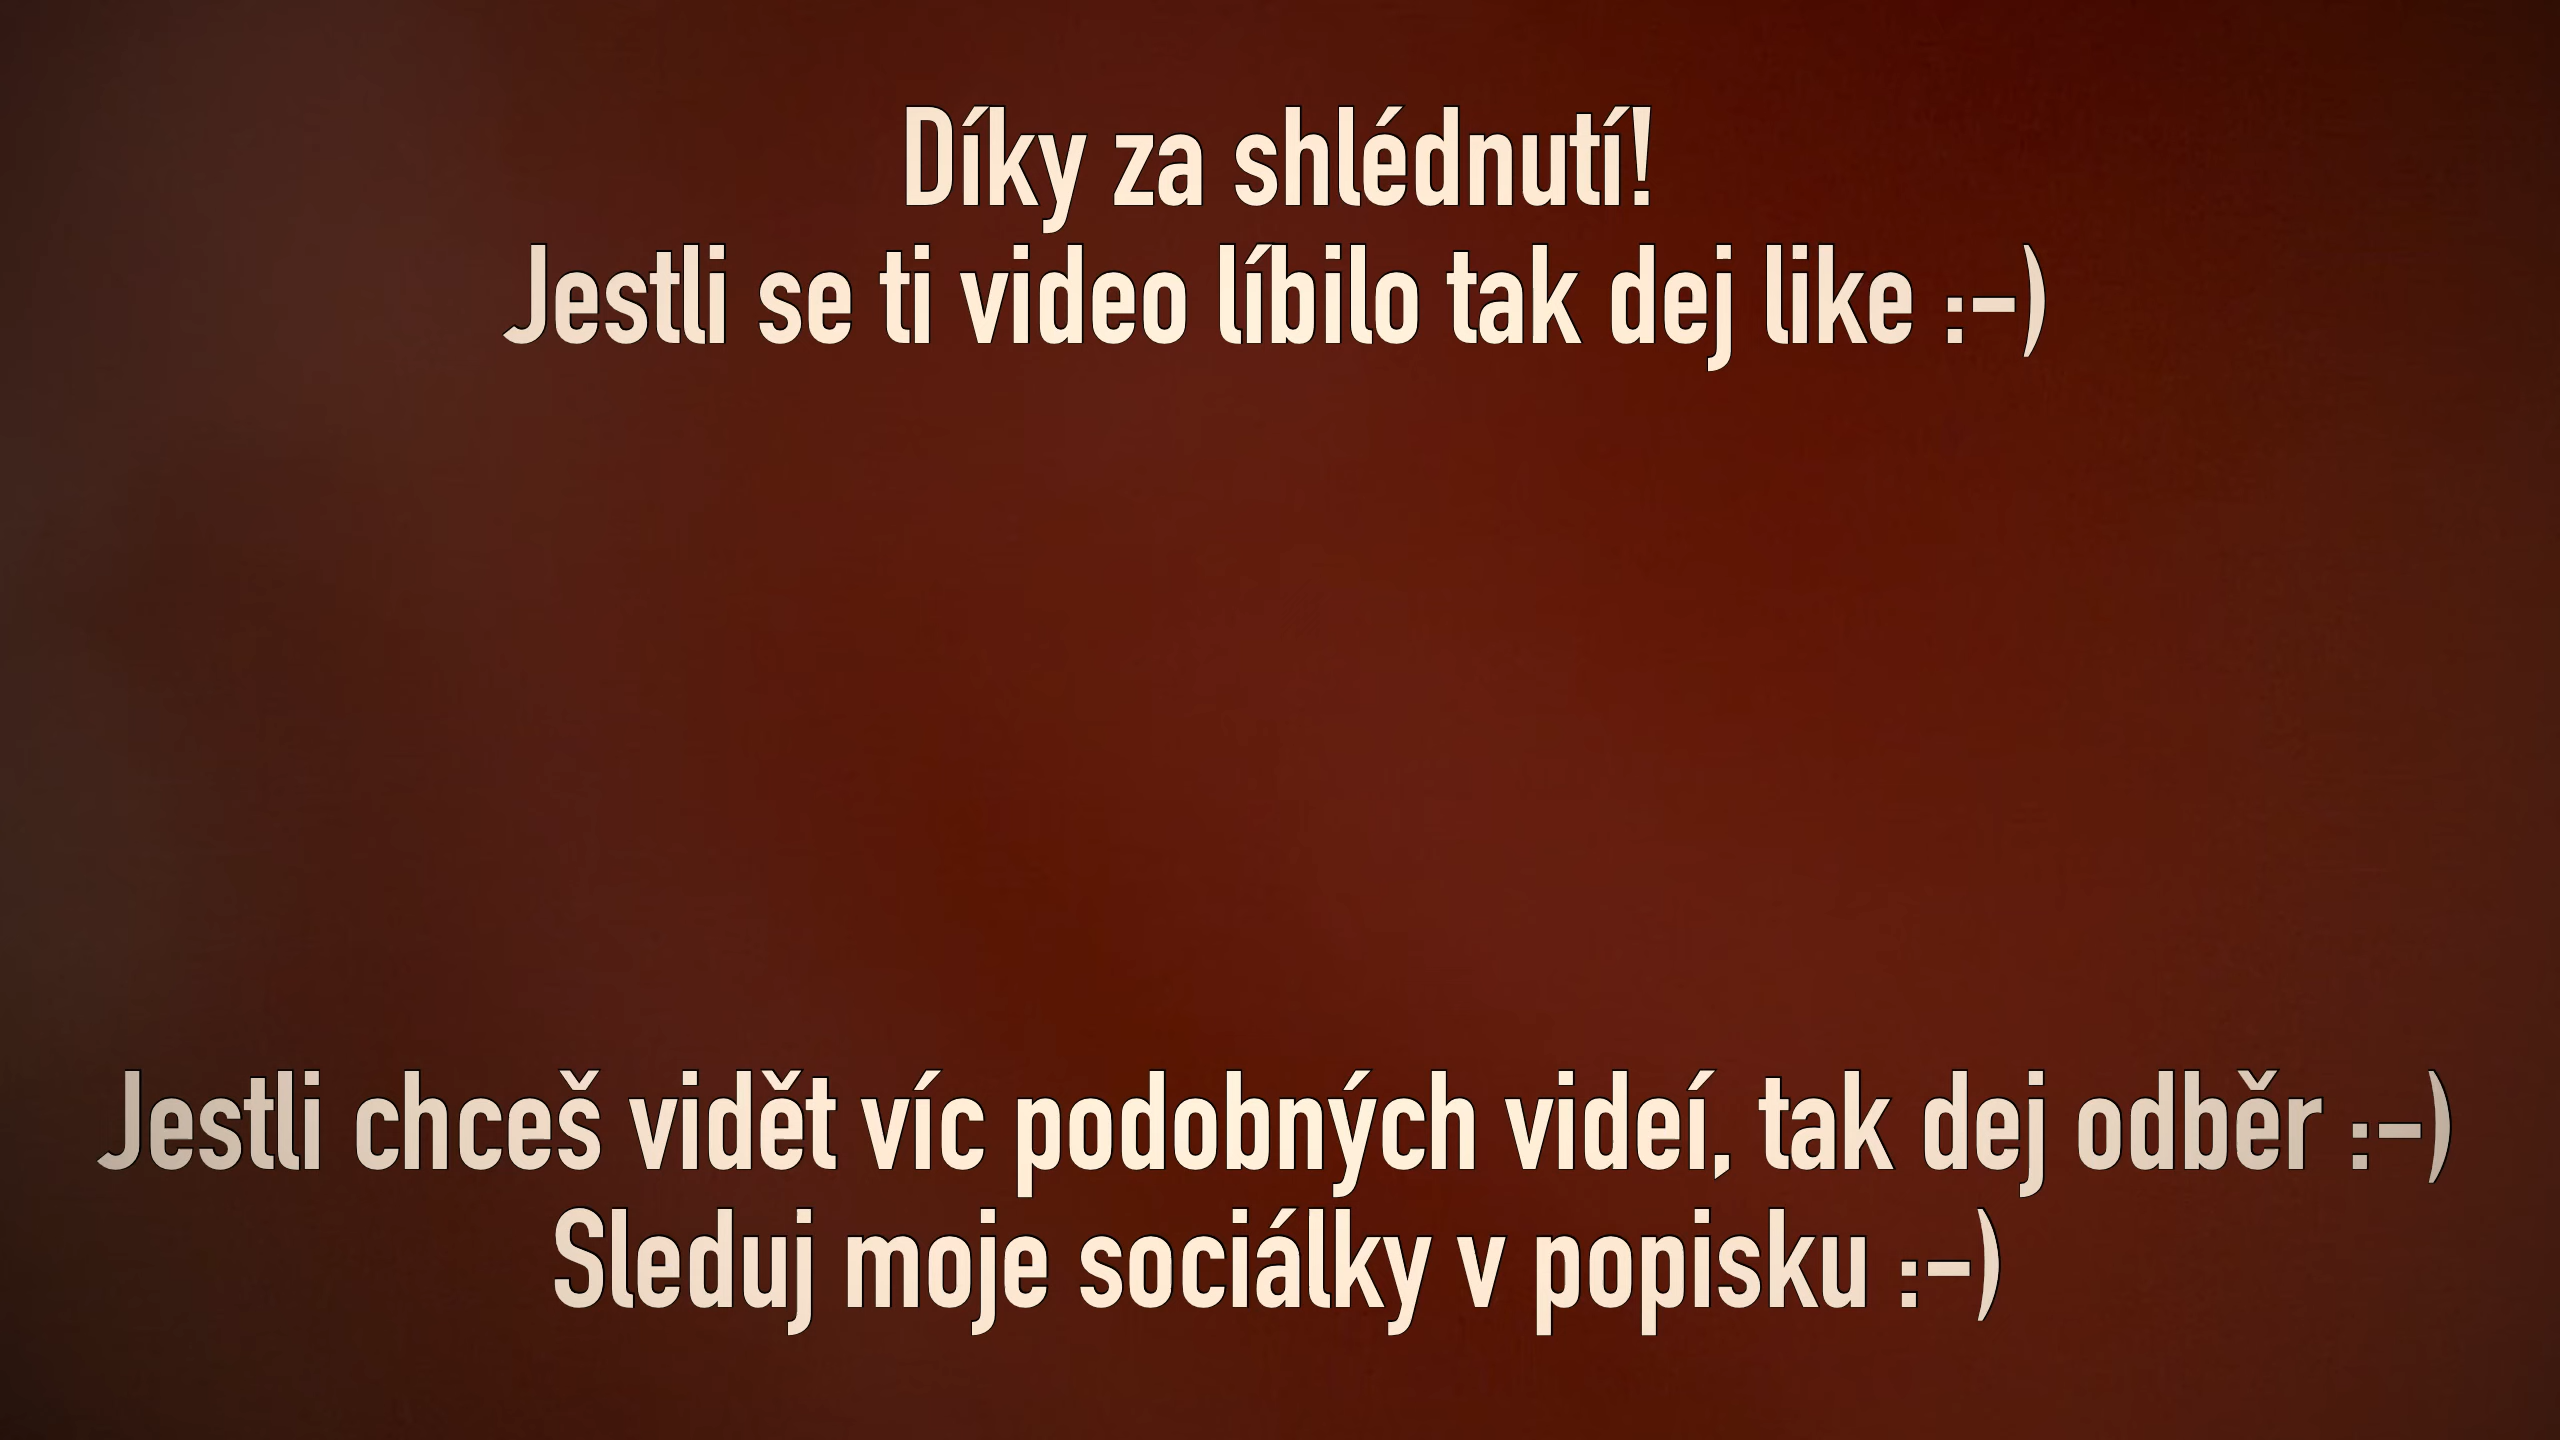 Díky za shlédnutí!
Jestli se ti video líbilo tak dej like :-)
Jestli chceš vidět víc podobných videí, tak dej odběr :-)
Sleduj moje sociálky v popisku :-)